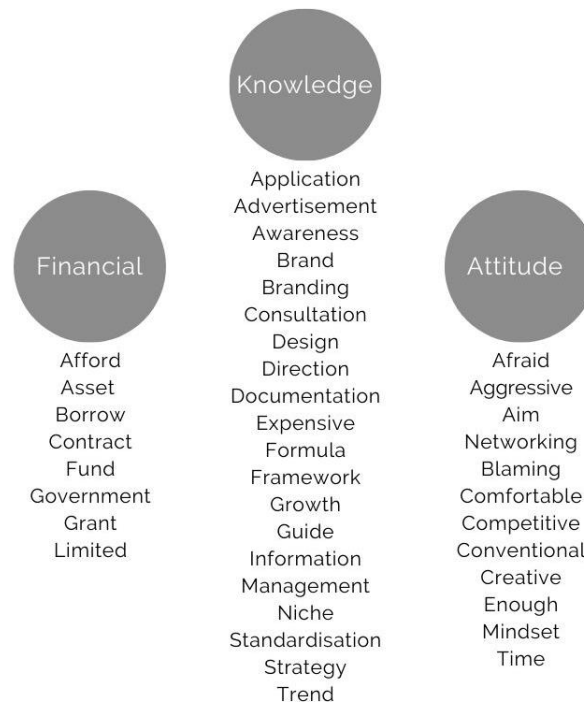 Knowledge
Application
Advertisement
Awareness
Brand
Branding
Consultation
Design
Direction
Documentation
Expensive
Formula
Framework
Growth
Guide
Information
Management
Niche
Standardisation
Strategy
Trend
Financial
Afford
Asset
Borrow
Contract
Fund
Government
Grant
Limited
Attitude
Afraid
Aggressive
Aim
Networking
Blaming
Comfortable
Competitive
Conventional
Creative
Enough
Mindset
Time